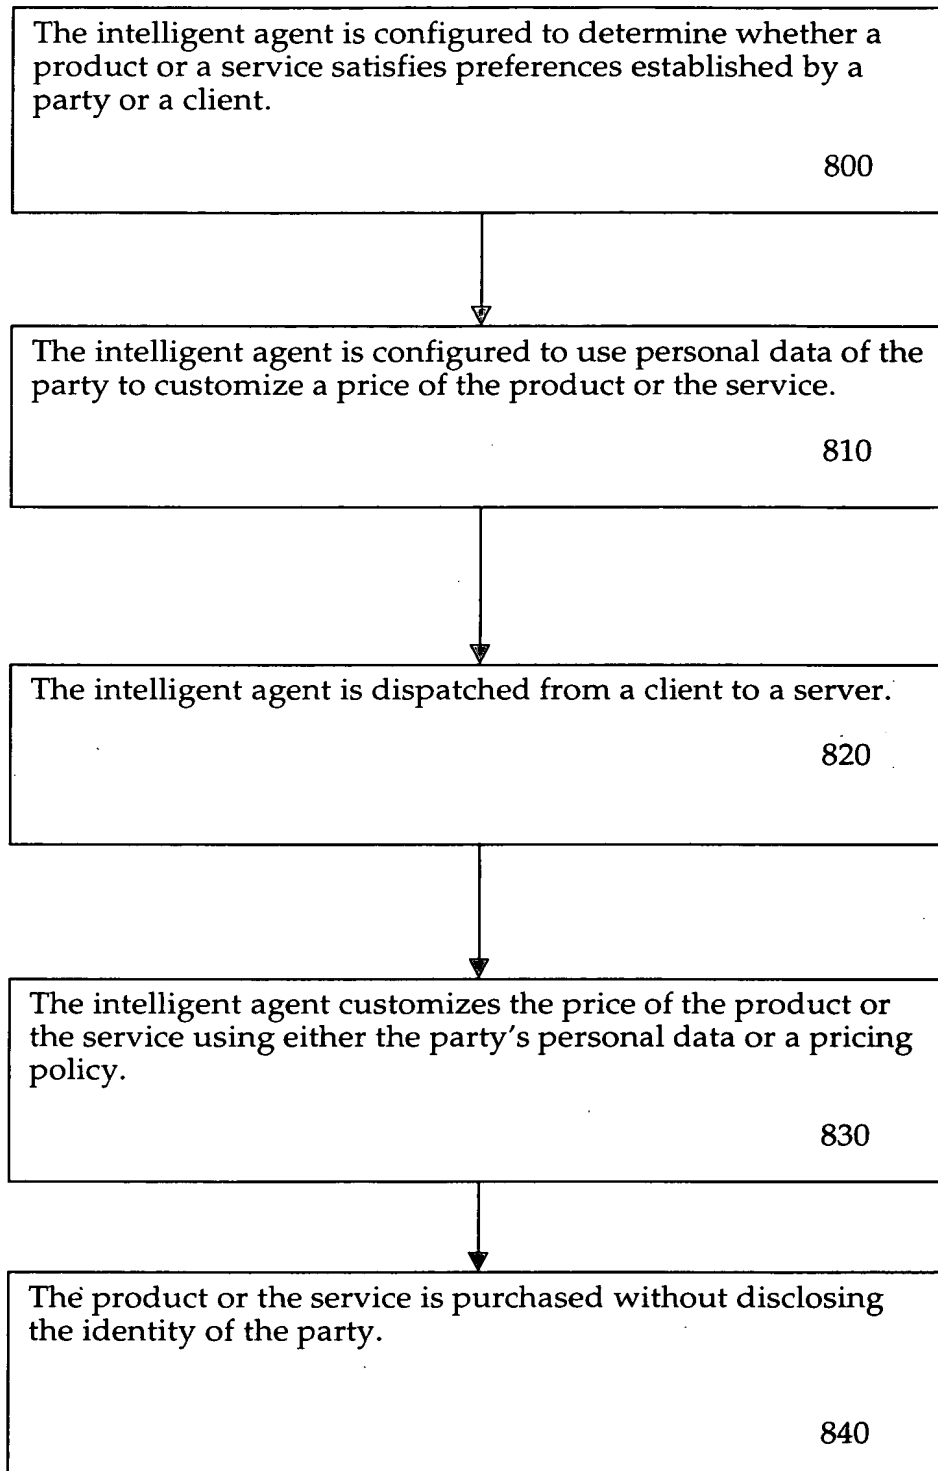 The intelligent agent is configured to determine whether a
product or a service satisfies preferences established by a
party or a client.
800
The intelligent agent is configured to use personal data of the
party to customize a price of the product or the service.
810
The intelligent agent is dispatched from a client to a server.
820
The intelligent agent customizes the price of the product or
the service using either the party's personal data or a pricing
policy.
830
The product or the service is purchased without disclosing
the identity of the party.
840